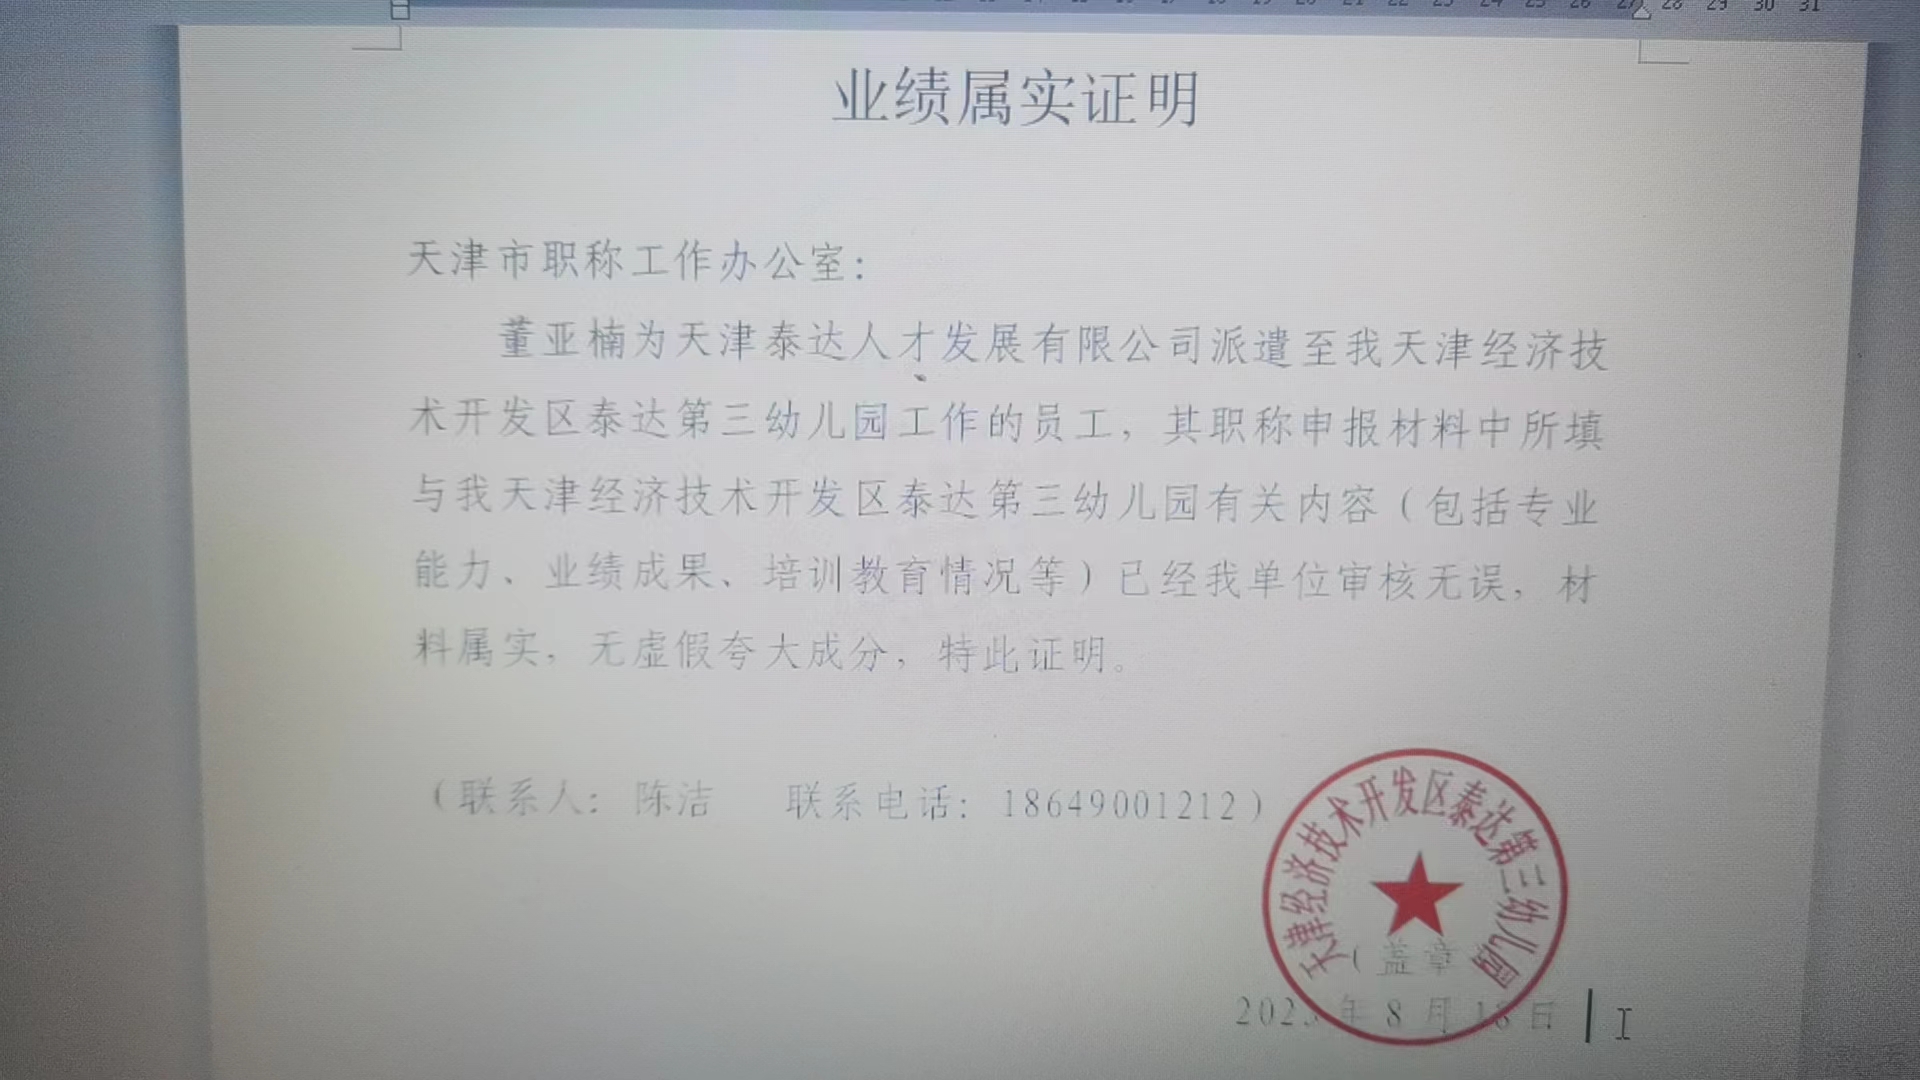 28 29 30 31
业绩属实证明
天津市职称工作办公室：
董亚楠为天津泰达人才发展有限公司派遣至我天津经济技
术开发区泰达第三幼儿园工作的员工，其职称申报材料中所填
与我天津经济技术开发区泰达第三幼儿园有关内容（包括专业
能力、业绩成果、培训教育情况等）已经我单位审核无误，材
料属实，无虚假夸大成分，特此证明。
（联系人：陈洁 联系电话：18649001212）
天津经济技术开发区泰达第三幼儿园
（盖章
年8月18日